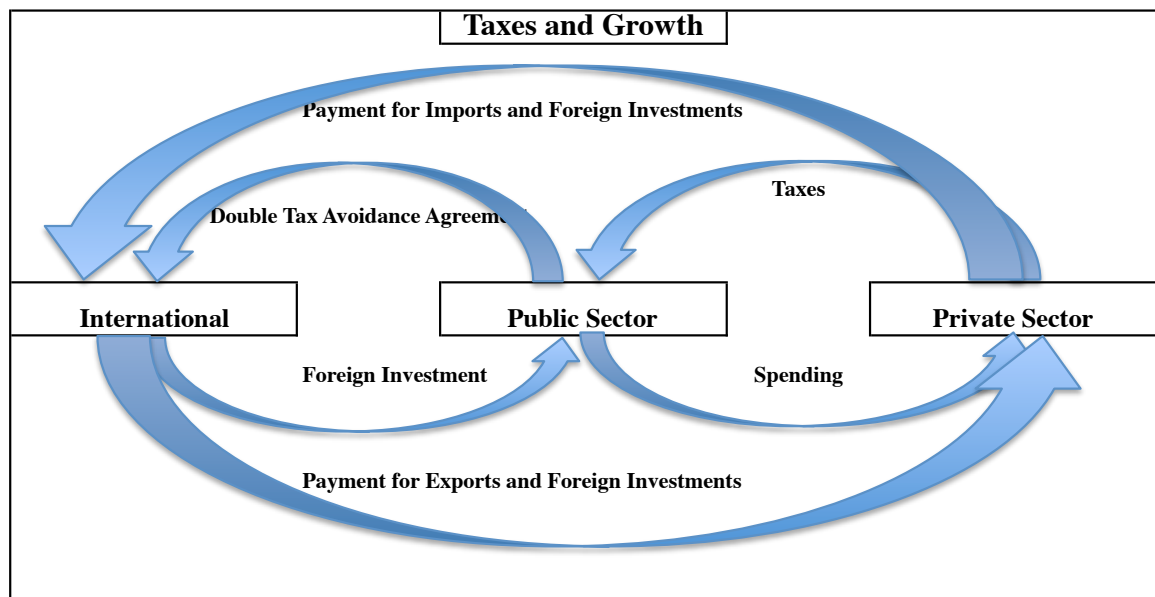 Taxes and Growth
Payment for Imports and Foreign Investments
Taxes
Double Tax Avoidance Agreement
International
Public Sector
Private Sector
Foreign Investment
Spending
Payment for Exports and Foreign Investments